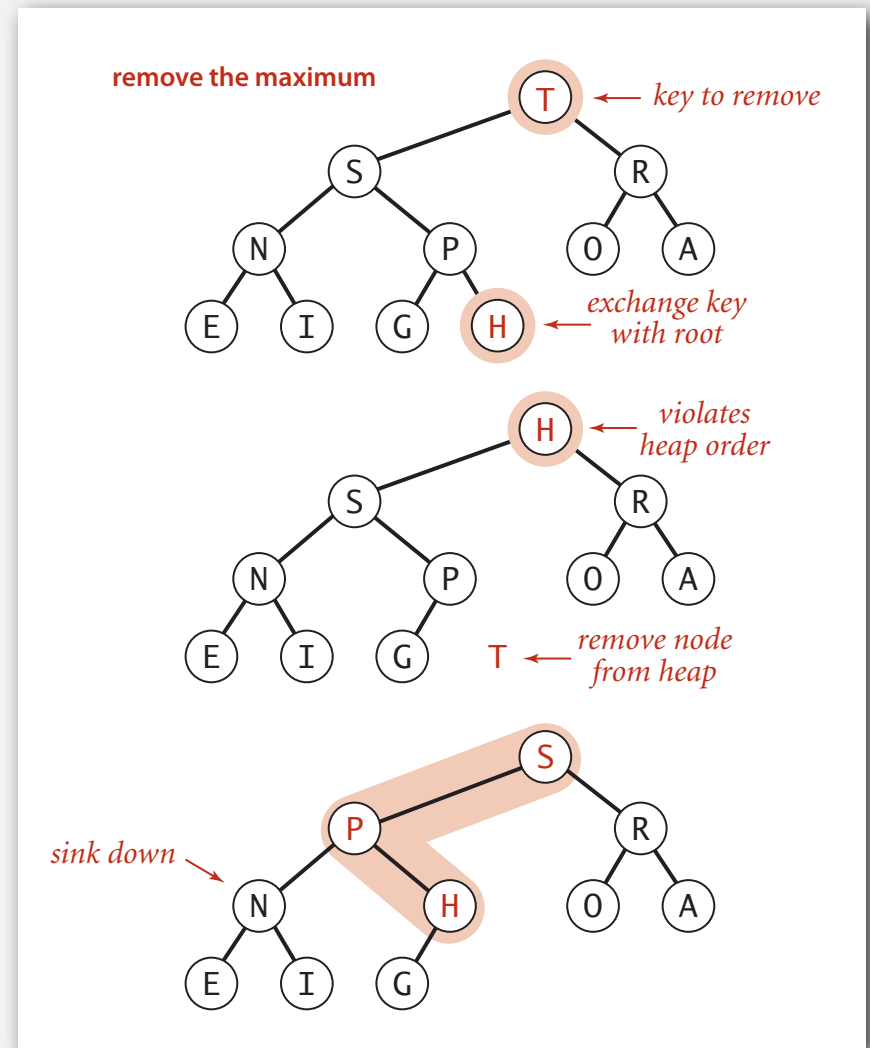 remove the maximum
T
key to remove
S
R
N
P
O
A
E
I
G
H
exchange key
with root
H
violates
heap order
S
R
N
P
O
A
E
I
G
T
remove node
from heap
S
P
R
sink down
N
H
O
A
E
I
G